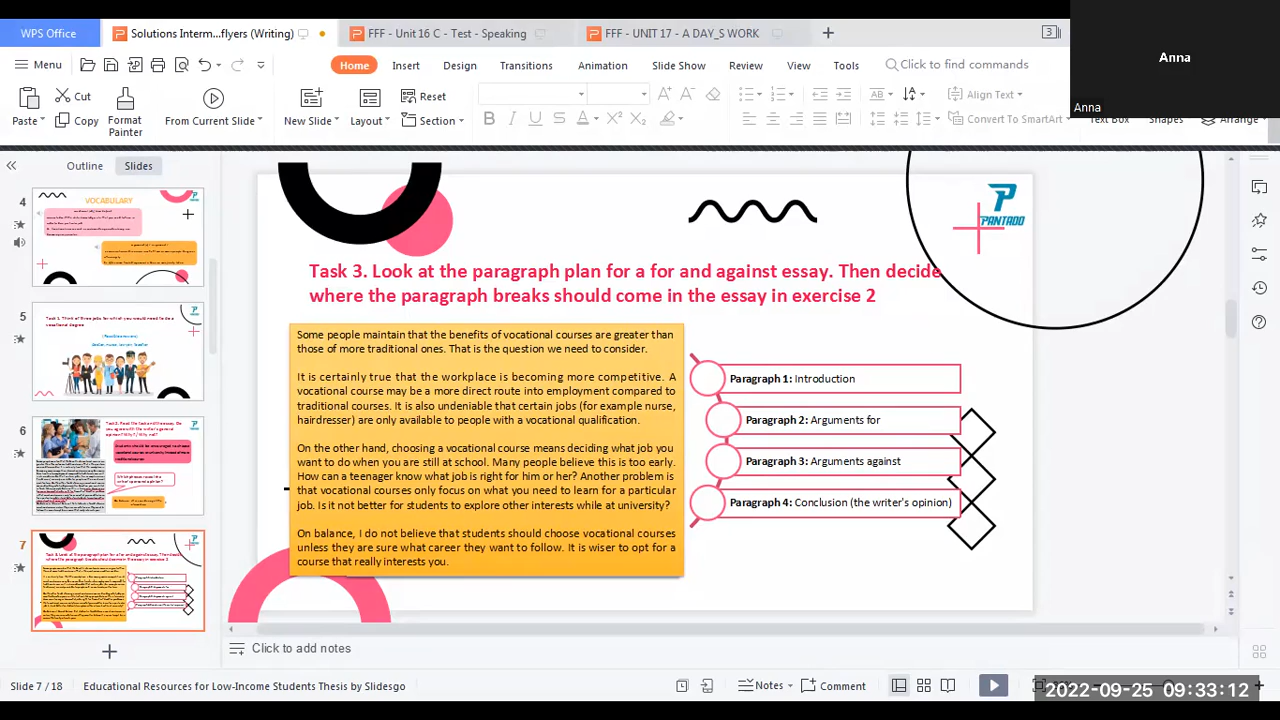 WPS Office
Solutions Interm...flyers (Writing)
FFF - Unit 16 C - Test - Speaking
FFF - UNIT 17 - A DAY_S WORK
3
Anna
Anna
Menu
Home
Insert
Design
Transitions
Animation
Slide Show
Review
View
Tools
Click to find commands
Paste
Cut
Copy
Format
Painter
From Current Slide
New Slide
Layout
Reset
Section
Align Text
Convert To SmartArt
Text Box
Shapes
Arrange
Outline
Slides
4
VOCABULARY
5
6
7
PANTADO
Task 3. Look at the paragraph plan for a for and against essay. Then decide
where the paragraph breaks should come in the essay in exercise 2
Some people maintain that the benefits of vocational courses are greater than
those of more traditional ones. That is the question we need to consider.
It is certainly true that the workplace is becoming more competitive. A
vocational course may be a more direct route into employment compared to
traditional courses. It is also undeniable that certain jobs (for example nurse,
hairdresser) are only available to people with a vocational qualification.
On the other hand, choosing a vocational course means deciding what job you
want to do when you are still at school. Many people believe this is too early.
How can a teenager know what job is right for him or her? Another problem is
that vocational courses only focus on what you need to learn for a particular
job. Is it not better for students to explore other interests while at university?
On balance, I do not believe that students should choose vocational courses
unless they are sure what career they want to follow. It is wiser to opt for a
course that really interests you.
Paragraph 1: Introduction
Paragraph 2: Arguments for
Paragraph 3: Arguments against
Paragraph 4: Conclusion (the writer's opinion)
Click to add notes
Slide 7 / 18
Educational Resources for Low-Income Students Thesis by Slidesgo
Notes
Comment
2022-09-25 09:33:12